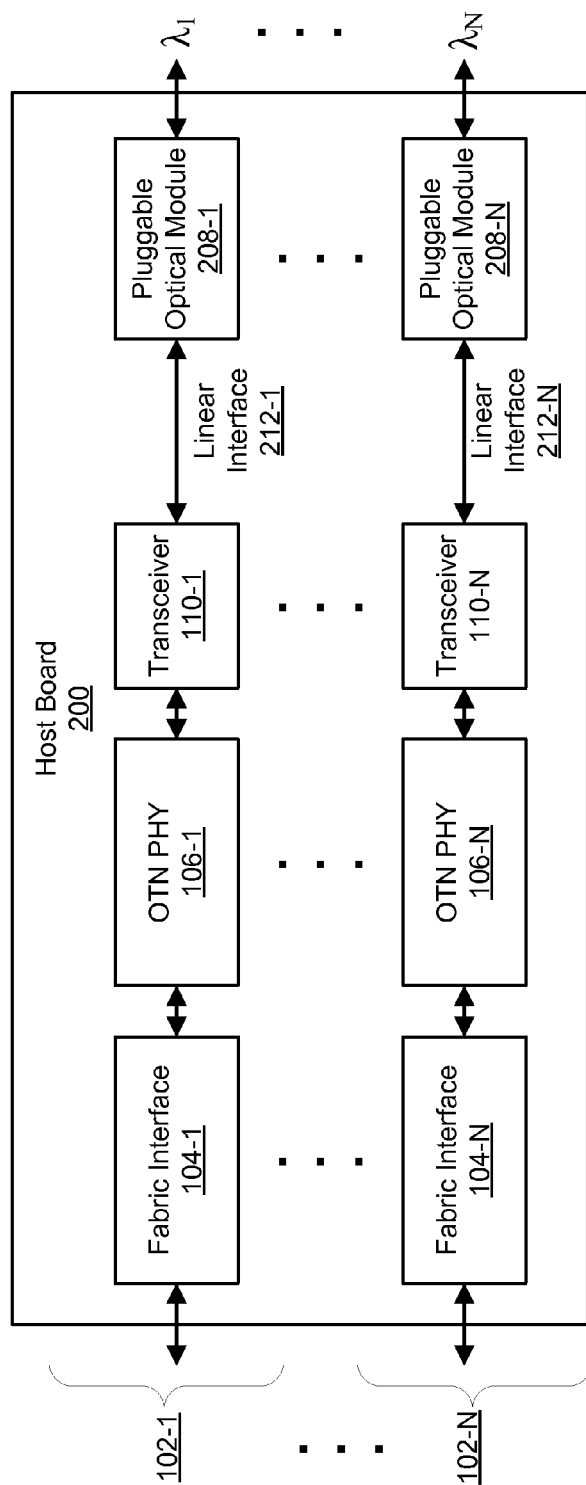 Host Board
200
102-1
Fabric Interface
104-1
OTN PHY
106-1
Transceiver
110-1
Linear
Interface
212-1
Pluggable
Optical Module
208-1
λ1
102-N
Fabric Interface
104-N
OTN PHY
106-N
Transceiver
110-N
Linear
Interface
212-N
Pluggable
Optical Module
208-N
λN